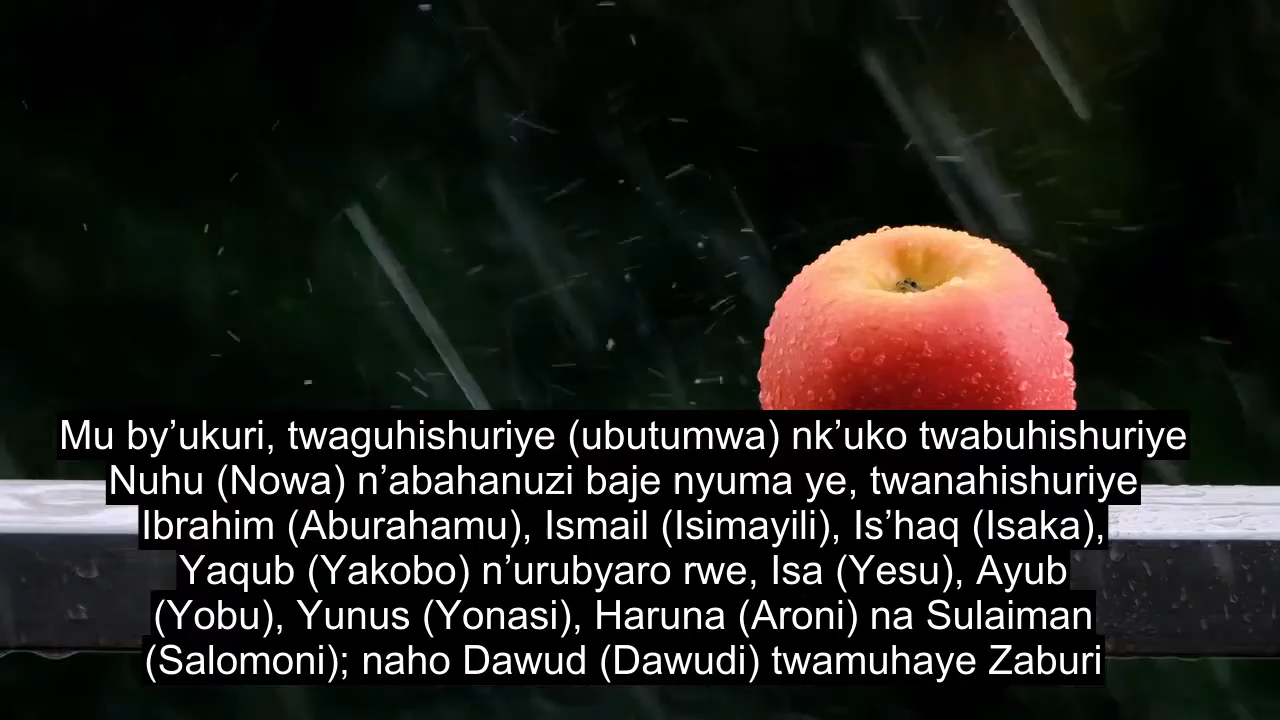 Mu by’ukuri, twaguhishuriye (ubutumwa) nk’uko twabuhishuriye
Nuhu (Nowa) n’abahanuzi baje nyuma ye, twanahishuriye
Ibrahim (Aburahamu), Ismail (Isimayili), Is’haq (Isaka),
Yaqub (Yakobo) n’urubyaro rwe, Isa (Yesu), Ayub
(Yobu), Yunus (Yonasi), Haruna (Aroni) na Sulaiman
(Salomoni); naho Dawud (Dawudi) twamuhaye Zaburi